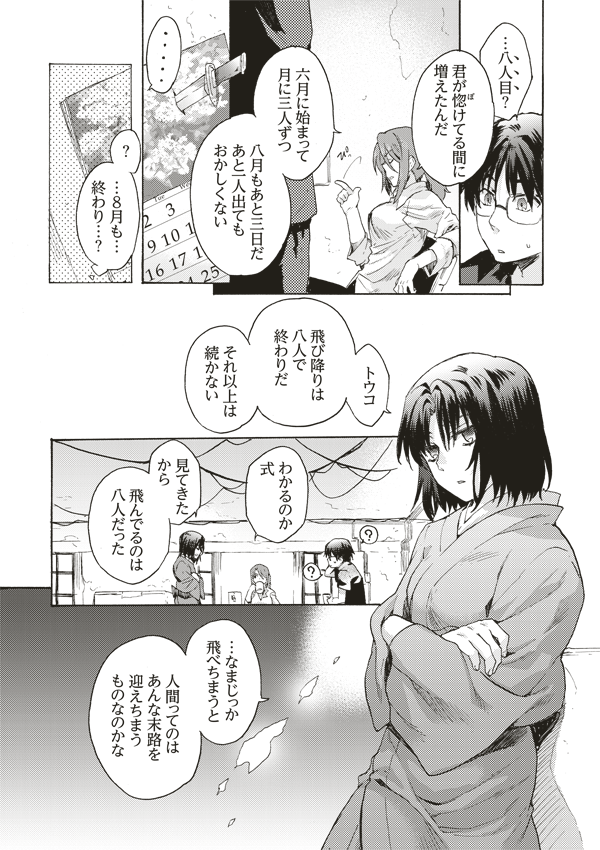 …八人目？
君が惚けてる間に
増えたんだ
ぼ
六月に始まって
月に三人ずつ
八月もあと三日だ
あと一人出ても
おかしくない
・・・・・
？
…８月も…
終わり…？
2 3
9 10 11
16 17 18
24 25
トウコ
飛び降りは
八人で
終わりだ
それ以上は
続かない
わかるのか
式
見てきた
から
飛んでるのは
八人だった
？
？
…なまじっか
飛べちまうと
人間ってのは
あんな末路を
迎えちまう
ものなのかな